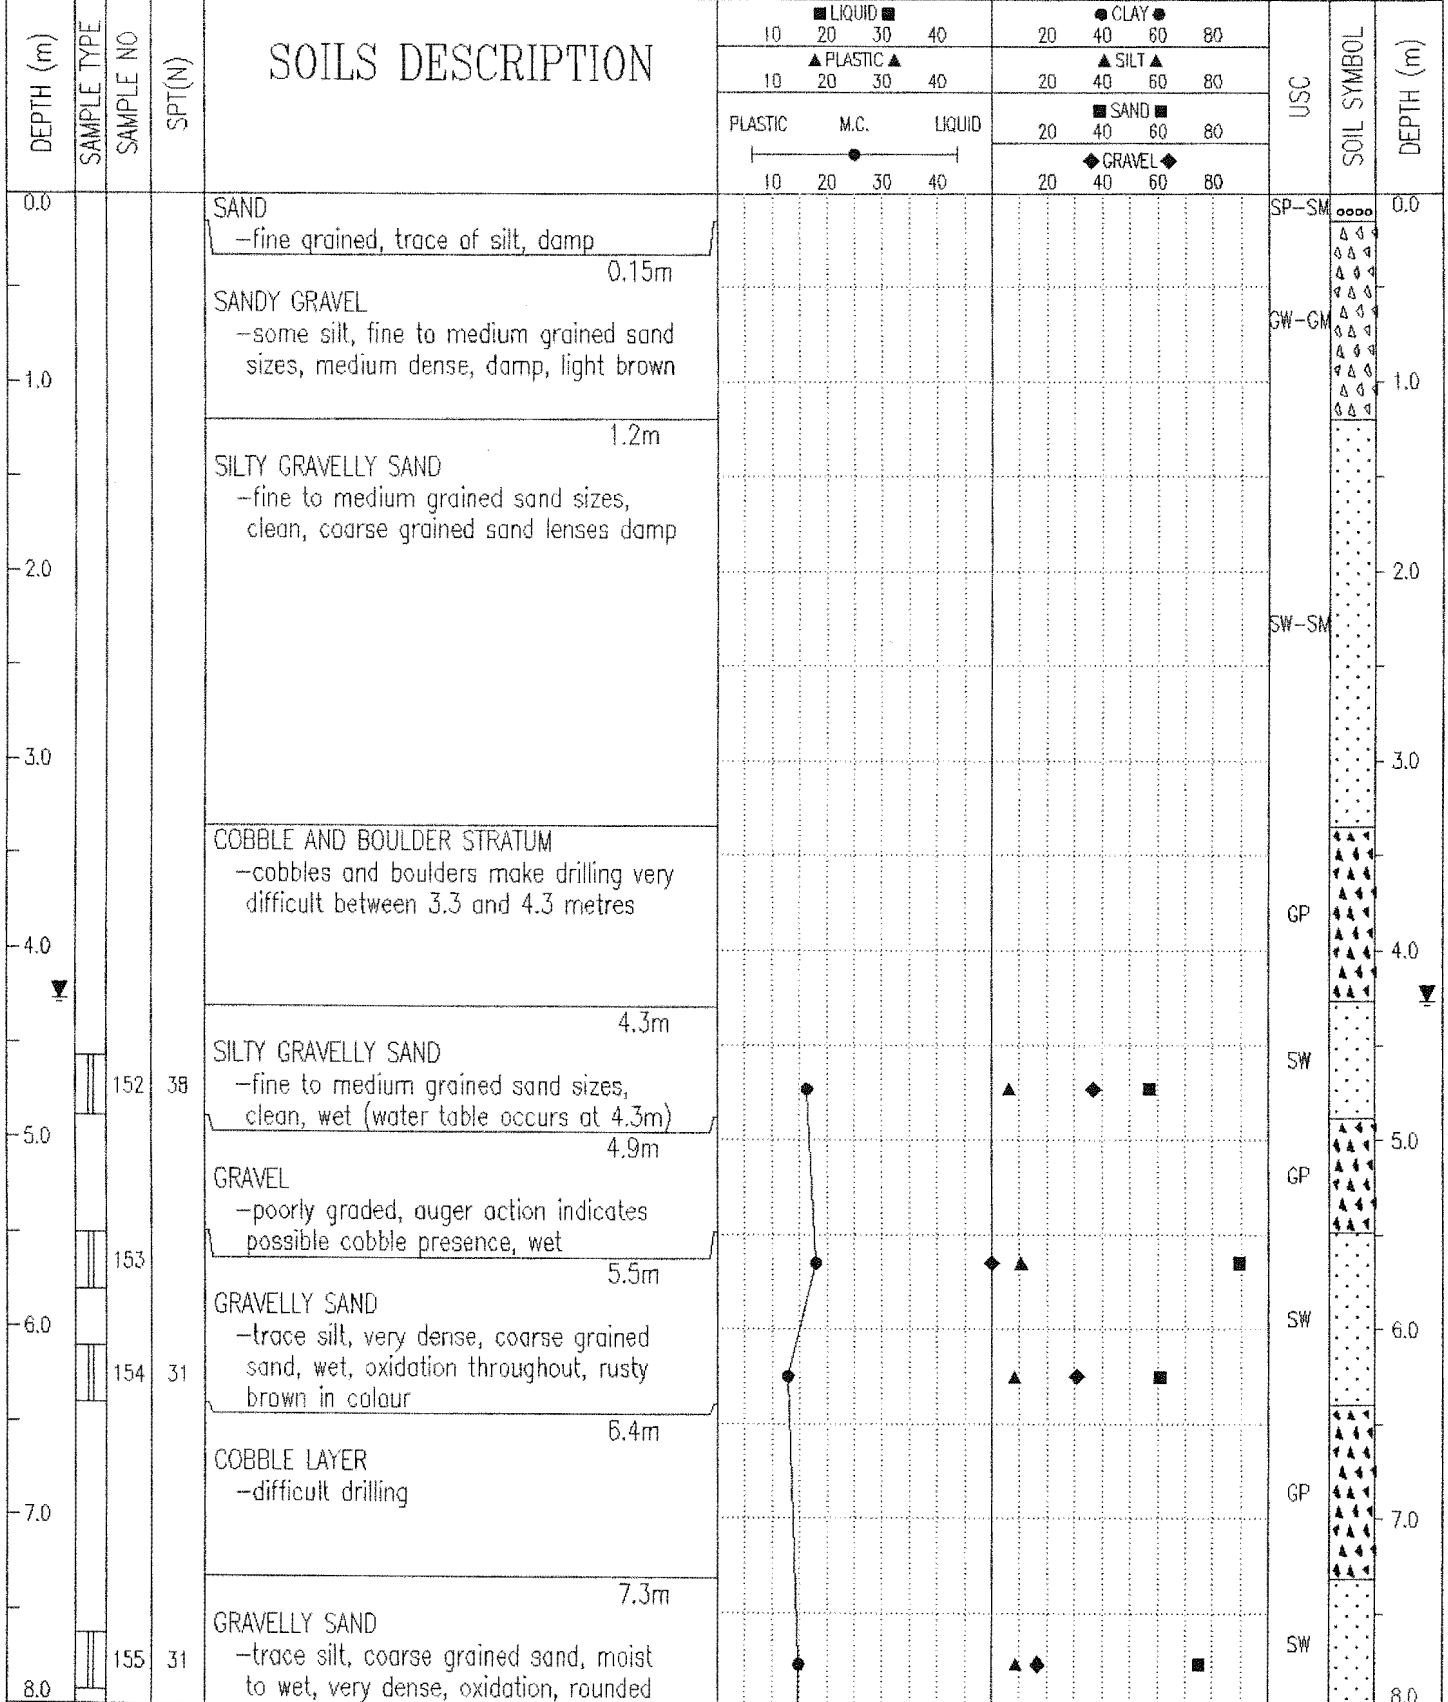 DEPTH (m)
SAMPLE TYPE
SAMPLE NO
SPT(N)
SOILS DESCRIPTION
■ LIQUID ■
10 20 30 40
▲ PLASTIC ▲
10 20 30 40
PLASTIC M.C. LIQUID
10 20 30 40
● CLAY ●
20 40 60 80
▲ SILT ▲
20 40 60 80
■ SAND ■
20 40 60 80
◆ GRAVEL ◆
20 40 60 80
USC
SOIL SYMBOL
DEPTH (m)
0.0
SAND
SP-SM
0.0
-fine grained, trace of silt, damp
0.15m
SANDY GRAVEL
GW-GM
-some silt, fine to medium grained sand
sizes, medium dense, damp, light brown
1.0
1.0
1.2m
SILTY GRAVELLY SAND
-fine to medium grained sand sizes,
clean, coarse grained sand lenses damp
2.0
2.0
SW-SM
3.0
3.0
COBBLE AND BOULDER STRATUM
-cobbles and boulders make drilling very
difficult between 3.3 and 4.3 metres
GP
4.0
4.0
4.3m
SILTY GRAVELLY SAND
SW
152 38 -fine to medium grained sand sizes,
clean, wet (water table occurs at 4.3m)
5.0
5.0
4.9m
GRAVEL
GP
-poorly graded, auger action indicates
possible cobble presence, wet
153
5.5m
GRAVELLY SAND
SW
6.0
6.0
-trace silt, very dense, coarse grained
154 31 sand, wet, oxidation throughout, rusty
brown in colour
6.4m
COBBLE LAYER
-difficult drilling
GP
7.0
7.0
7.3m
GRAVELLY SAND
SW
155 31 -trace silt, coarse grained sand, moist
8.0 to wet, very dense, oxidation, rounded
8.0